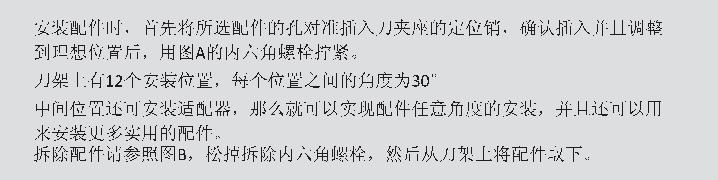 安装配件时，首先将所选配件的孔对准插入刀夹座的定位销，确认插入并且调整
到理想位置后，用图A的内六角螺栓拧紧。
刀架上有12个安装位置，每个位置之间的角度为30°
中间位置还可安装适配器，那么就可以实现配件任意角度的安装，并且还可以用
来安装更多实用的配件。
拆除配件请参照图B，松掉拆除内六角螺栓，然后从刀架上将配件取下。